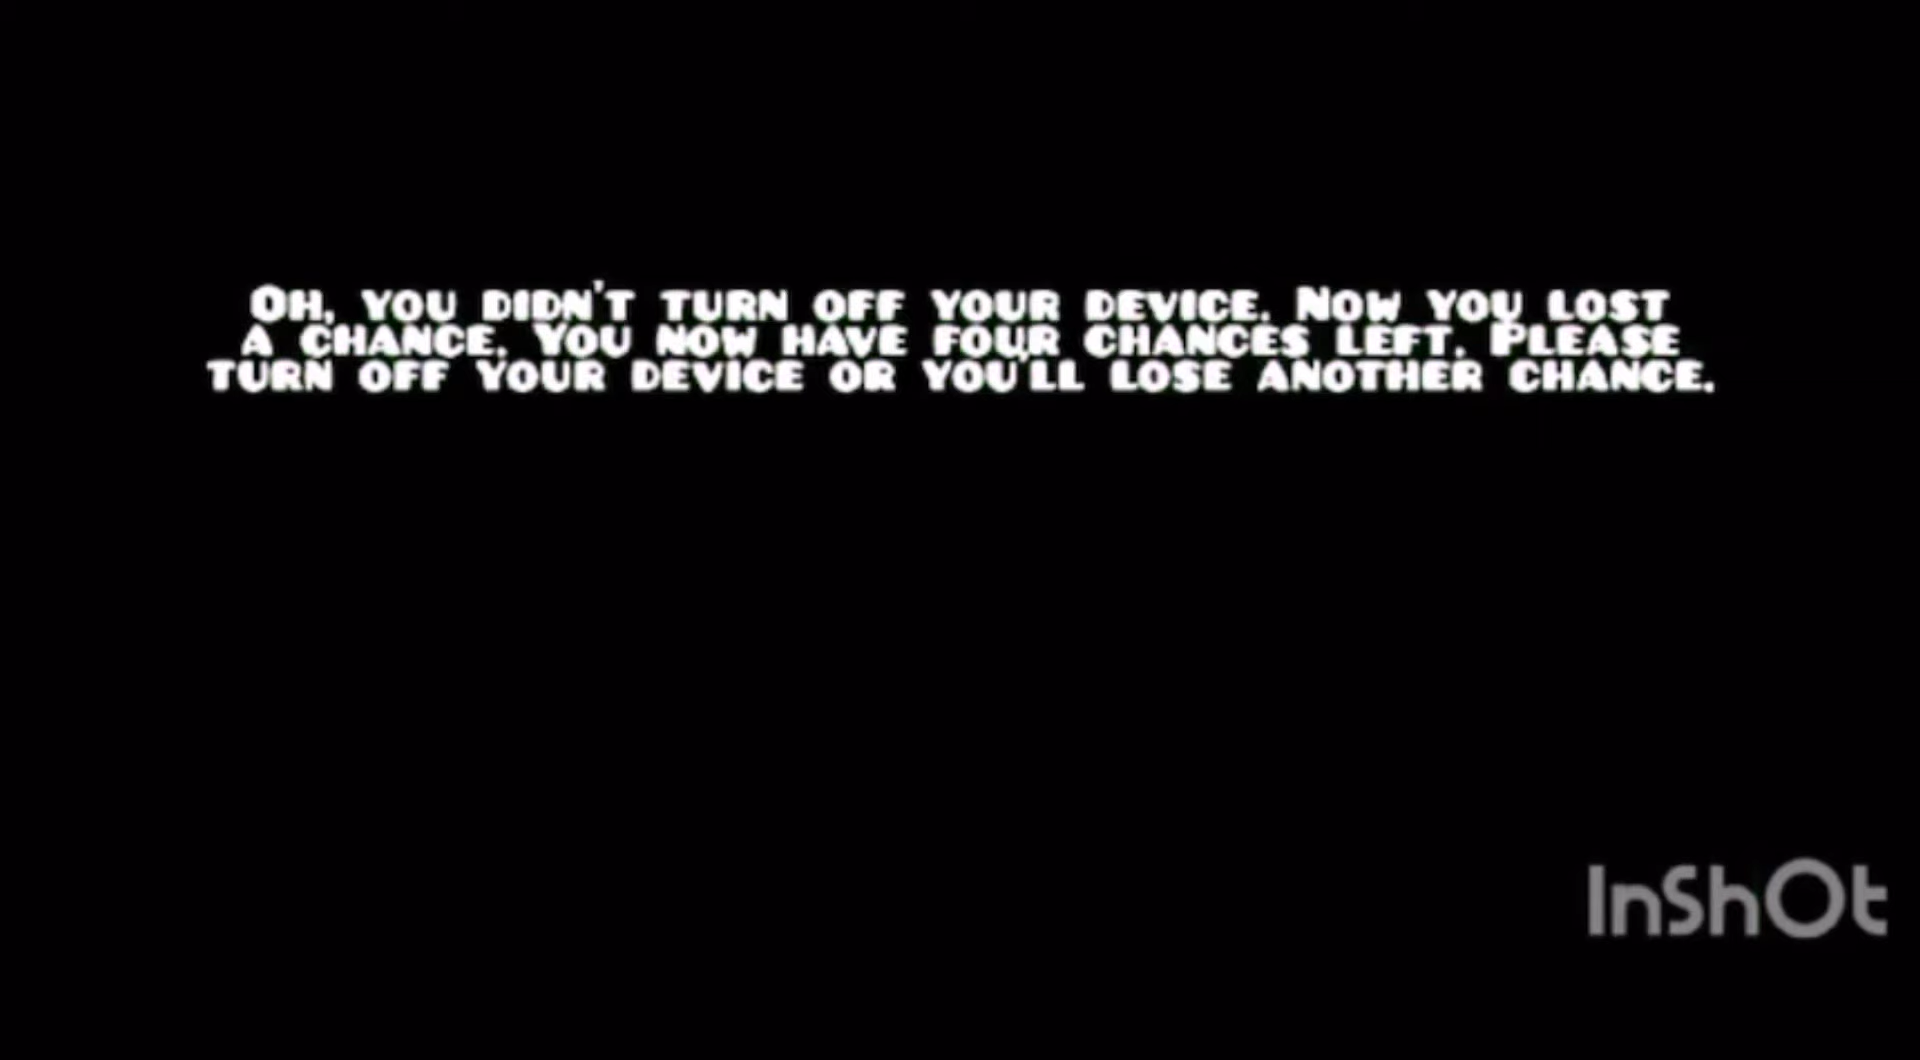 Oh, you didn't turn off your device. Now you lost
a chance. You now have four chances left. Please
turn off your device or you'll lose another chance.
InShOt